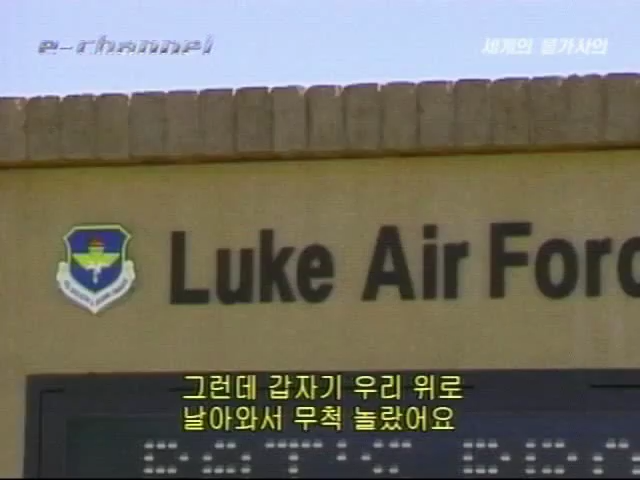 e-channel
세계의 불가사의
Luke Air Forc
그런데 갑자기 우리 위로
날아와서 무척 놀랐어요